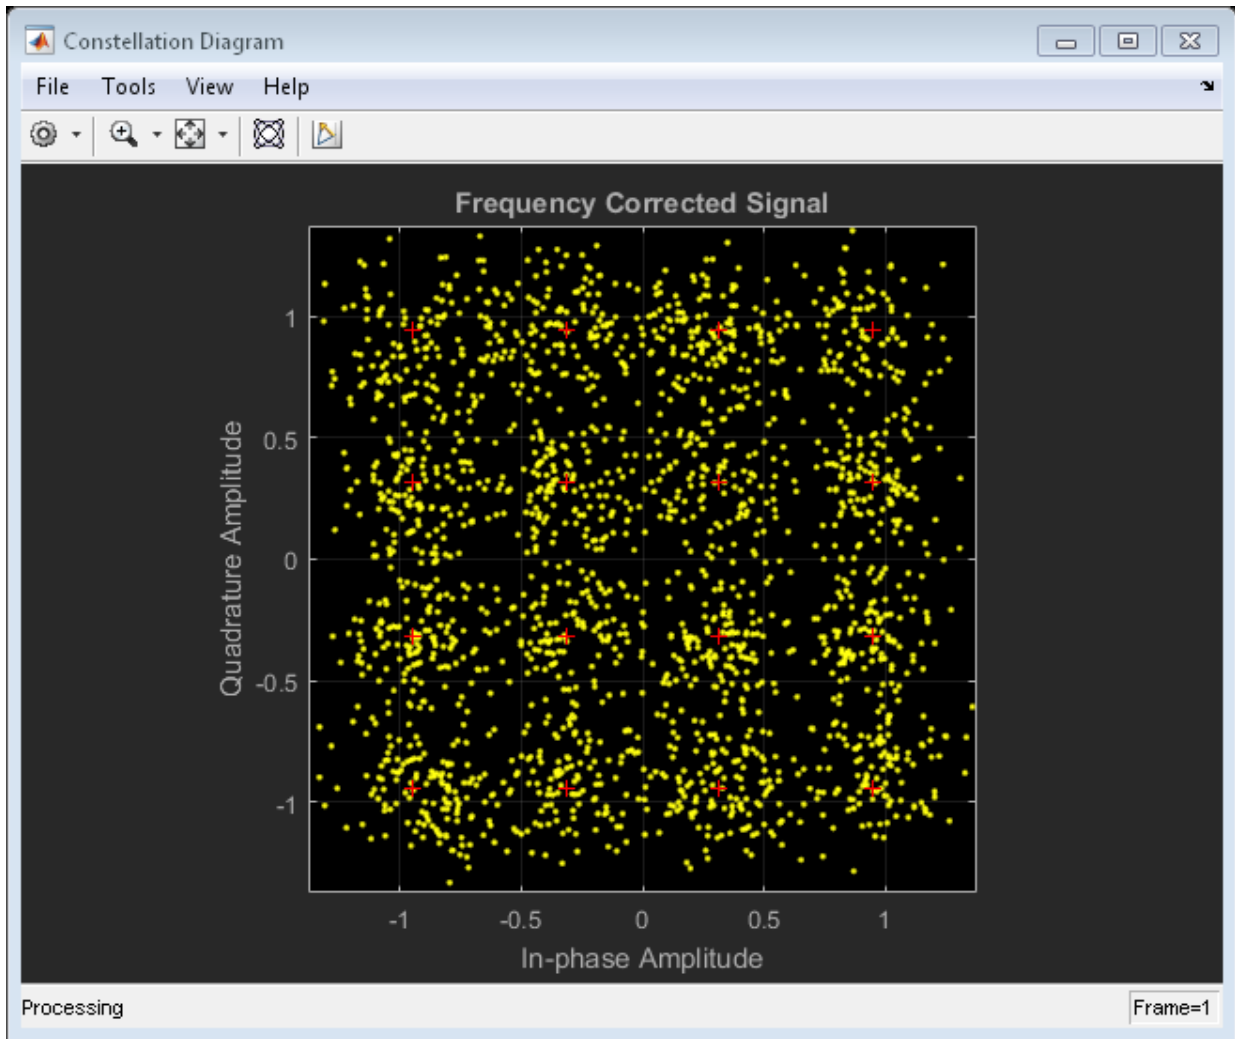 Constellation Diagram
File Tools View Help
Frequency Corrected Signal
Quadrature Amplitude
1
0.5
0
-0.5
-1
-1 -0.5 0 0.5 1
In-phase Amplitude
Processing Frame=1